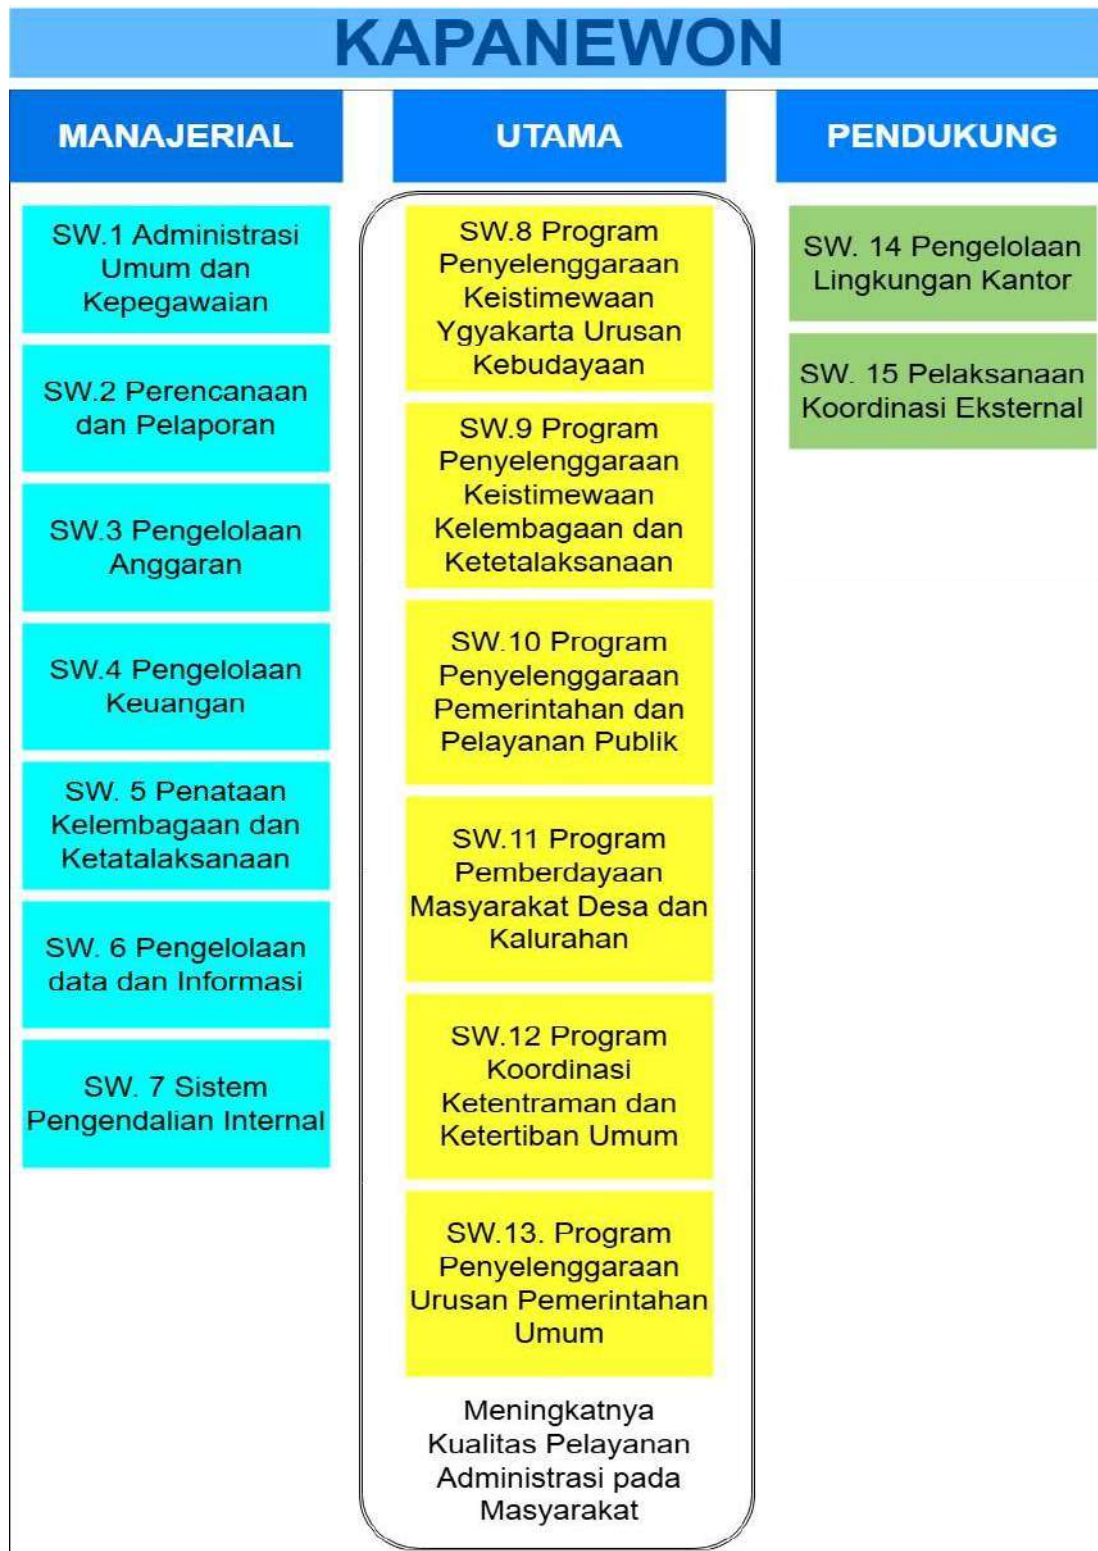 KAPANEWON
MANAJERIAL
SW.1 Administrasi
Umum dan
Kepegawaian
SW.2 Perencanaan
dan Pelaporan
SW.3 Pengelolaan
Anggaran
SW.4 Pengelolaan
Keuangan
SW. 5 Penataan
Kelembagaan dan
Ketatalaksanaan
SW. 6 Pengelolaan
data dan Informasi
SW. 7 Sistem
Pengendalian Internal
UTAMA
SW.8 Program
Penyelenggaraan
Keistimewaan
Ygyakarta Urusan
Kebudayaan
SW.9 Program
Penyelenggaraan
Keistimewaan
Kelembagaan dan
Ketetalaksanaan
SW.10 Program
Penyelenggaraan
Pemerintahan dan
Pelayanan Publik
SW.11 Program
Pemberdayaan
Masyarakat Desa dan
Kalurahan
SW.12 Program
Koordinasi
Ketentraman dan
Ketertiban Umum
SW.13. Program
Penyelenggaraan
Urusan Pemerintahan
Umum
Meningkatnya
Kualitas Pelayanan
Administrasi pada
Masyarakat
PENDUKUNG
SW. 14 Pengelolaan
Lingkungan Kantor
SW. 15 Pelaksanaan
Koordinasi Eksternal